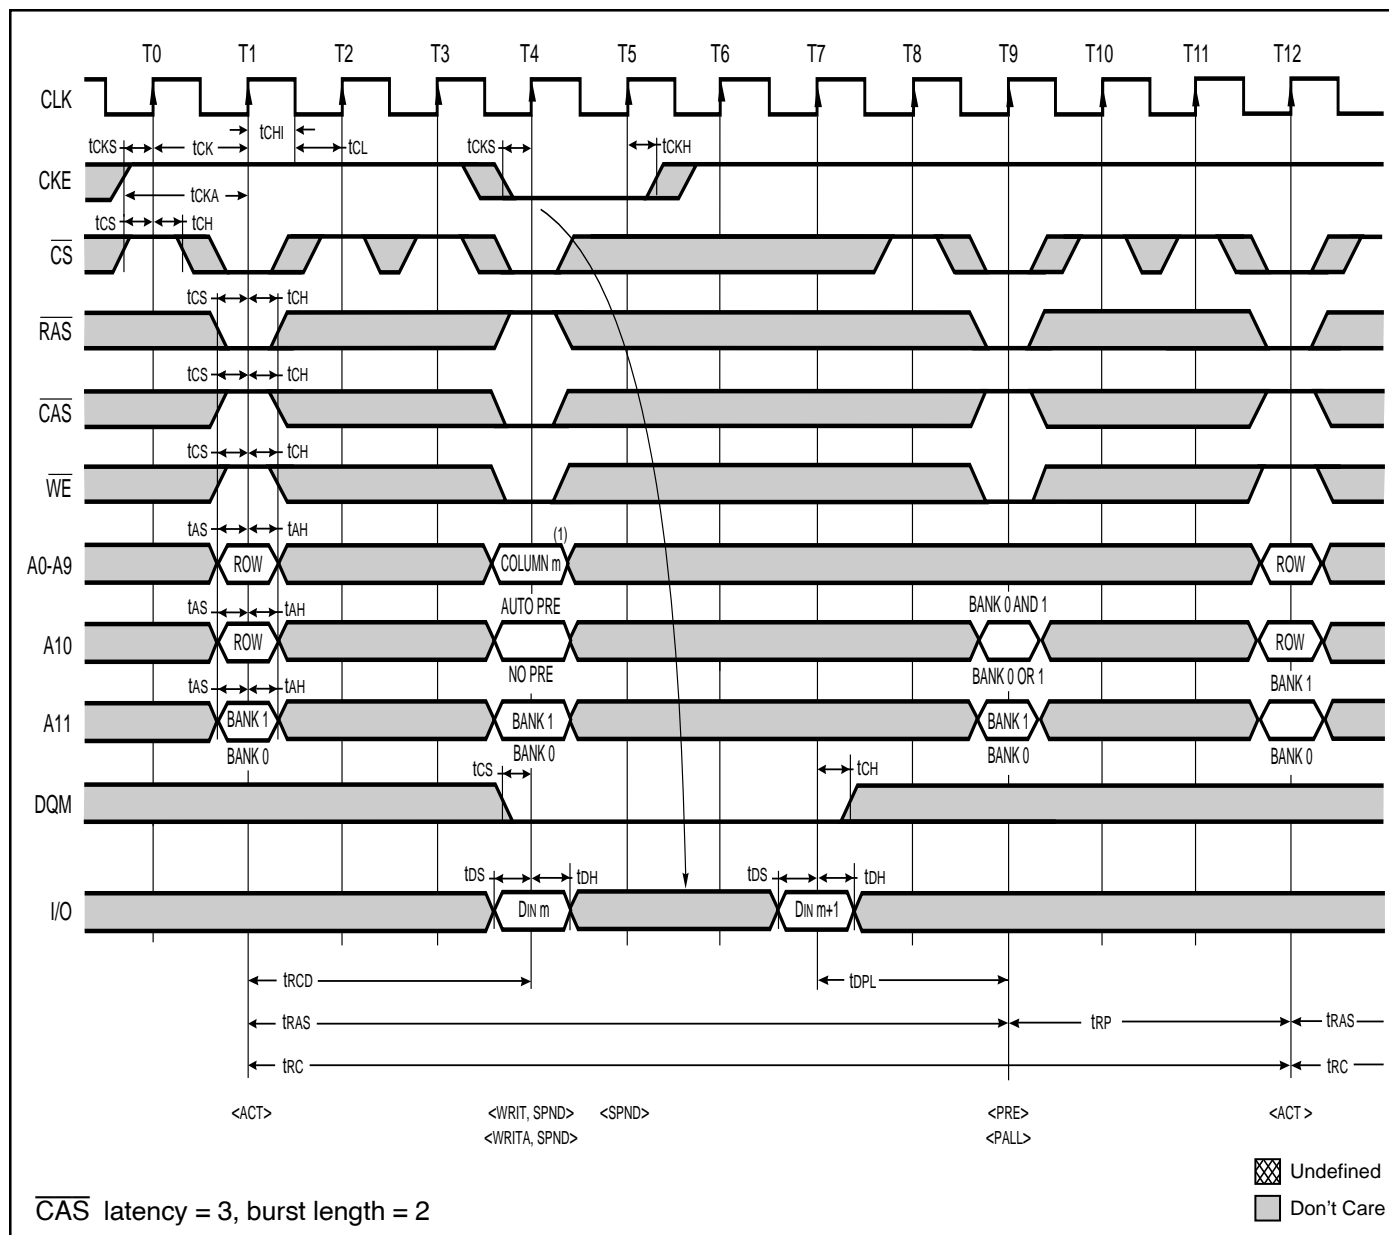 T0 T1 T2 T3 T4 T5 T6 T7 T8 T9 T10 T11 T12
CLK
tCHI
tCKS tCK tCL tCKS tCKH
CKE
tCKA
tCS tCH
CS
tCS tCH
RAS
tCS tCH
CAS
tCS tCH
WE
tAS tAH (1)
A0-A9 ROW COLUMN m ROW
tAS tAH AUTO PRE BANK 0 AND 1
A10 ROW ROW
tAS tAH NO PRE BANK 0 OR 1 BANK 1
A11 BANK 1 BANK 1 BANK 1
BANK 0 BANK 0 BANK 0 BANK 0
tCS tCH
DQM
tDS tDH tDS tDH
I/O DIN m DIN m+1
tRCD tDPL
tRAS tRP tRAS
tRC tRC
<ACT> <WRIT, SPND> <SPND> <PRE> <ACT >
<WRITA, SPND> <PALL>
Undefined
CAS latency = 3, burst length = 2 Don't Care